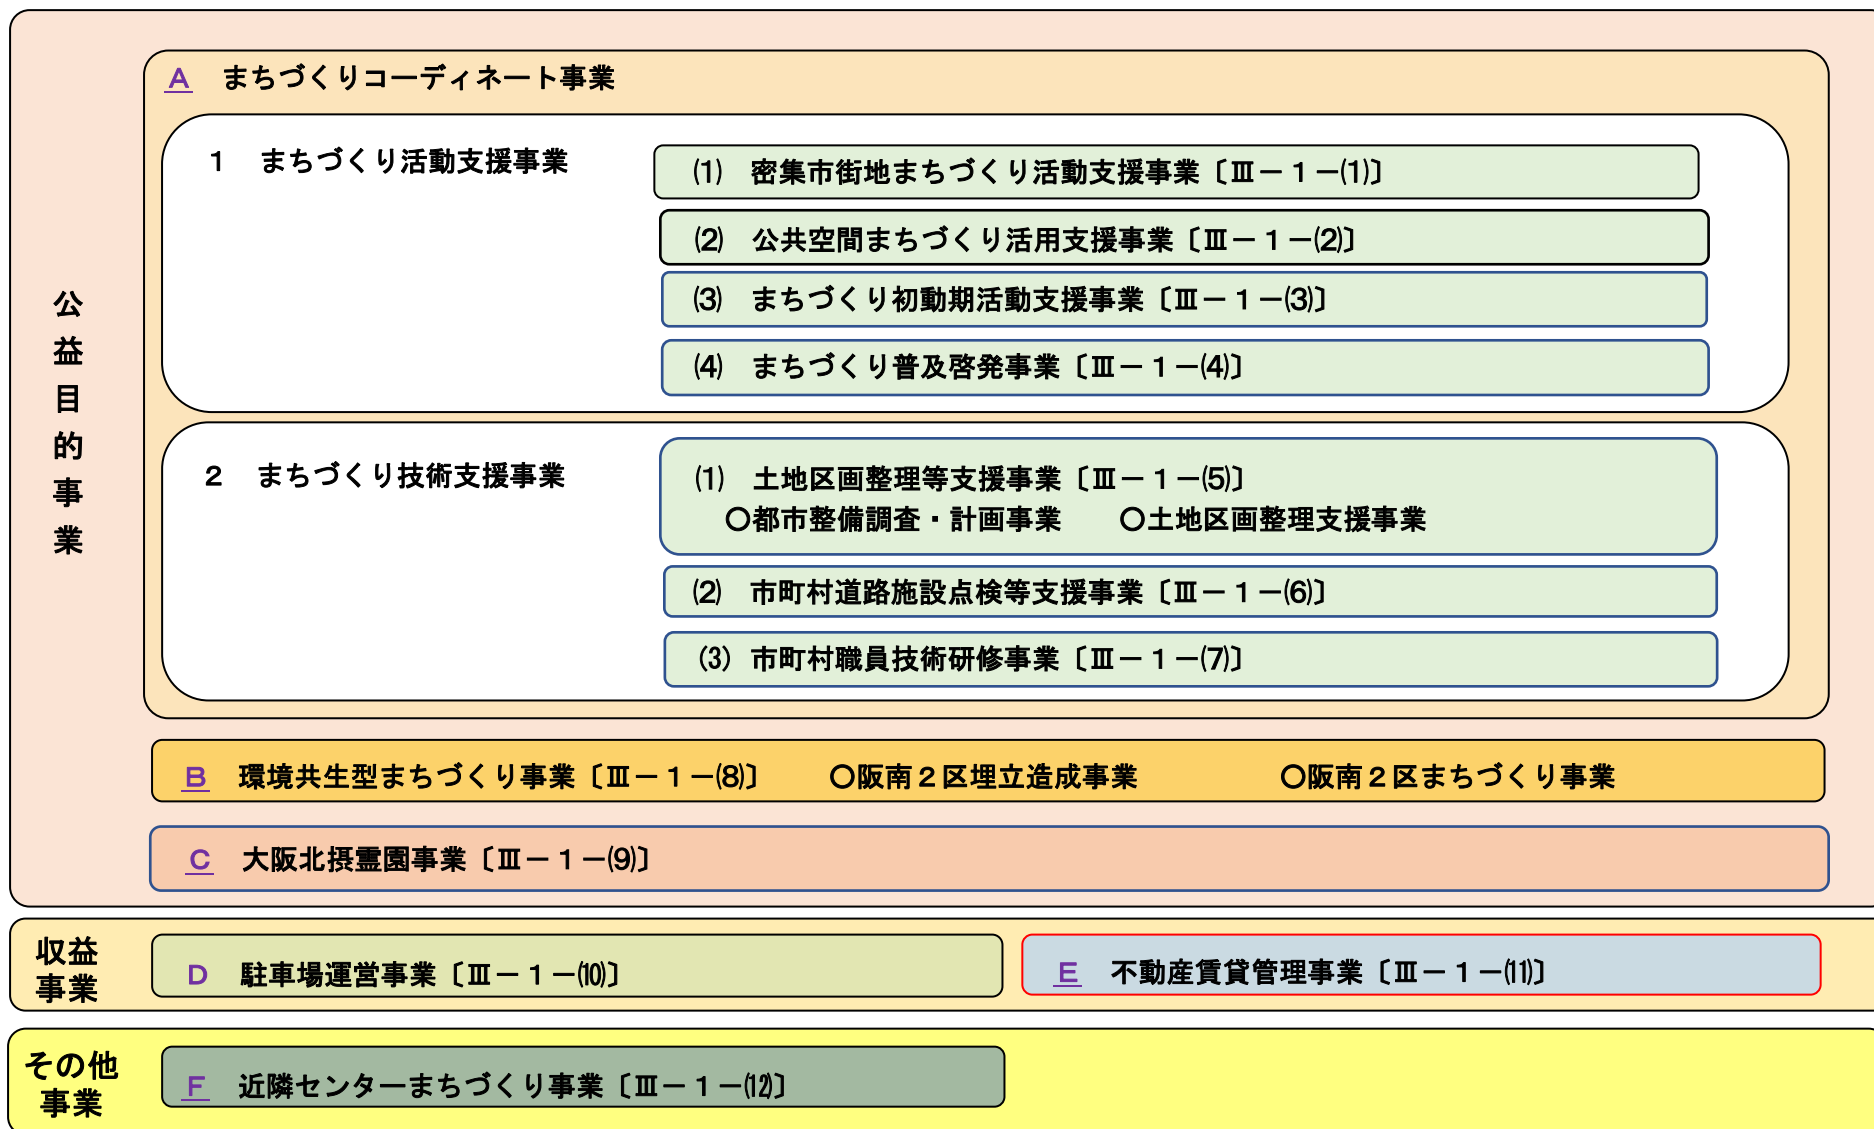 公益目的事業
A　まちづくりコーディネート事業
１　まちづくり活動支援事業
⑴　密集市街地まちづくり活動支援事業〔Ⅲ－１－⑴〕
⑵　公共空間まちづくり活用支援事業〔Ⅲ－１－⑵〕
⑶　まちづくり初動期活動支援事業〔Ⅲ－１－⑶〕
⑷　まちづくり普及啓発事業〔Ⅲ－１－⑷〕
２　まちづくり技術支援事業
⑴　土地区画整理等支援事業〔Ⅲ－１－⑸〕
〇都市整備調査・計画事業　　〇土地区画整理支援事業
⑵　市町村道路施設点検等支援事業〔Ⅲ－１－⑹〕
⑶　市町村職員技術研修事業〔Ⅲ－１－⑺〕
B　環境共生型まちづくり事業〔Ⅲ－１－⑻〕　〇阪南２区埋立造成事業　〇阪南２区まちづくり事業
C　大阪北摂霊園事業〔Ⅲ－１－⑼〕
収益
事業
D　駐車場運営事業〔Ⅲ－１－⑽〕
E　不動産賃貸管理事業〔Ⅲ－１－⑾〕
その他
事業
F　近隣センターまちづくり事業〔Ⅲ－１－⑿〕